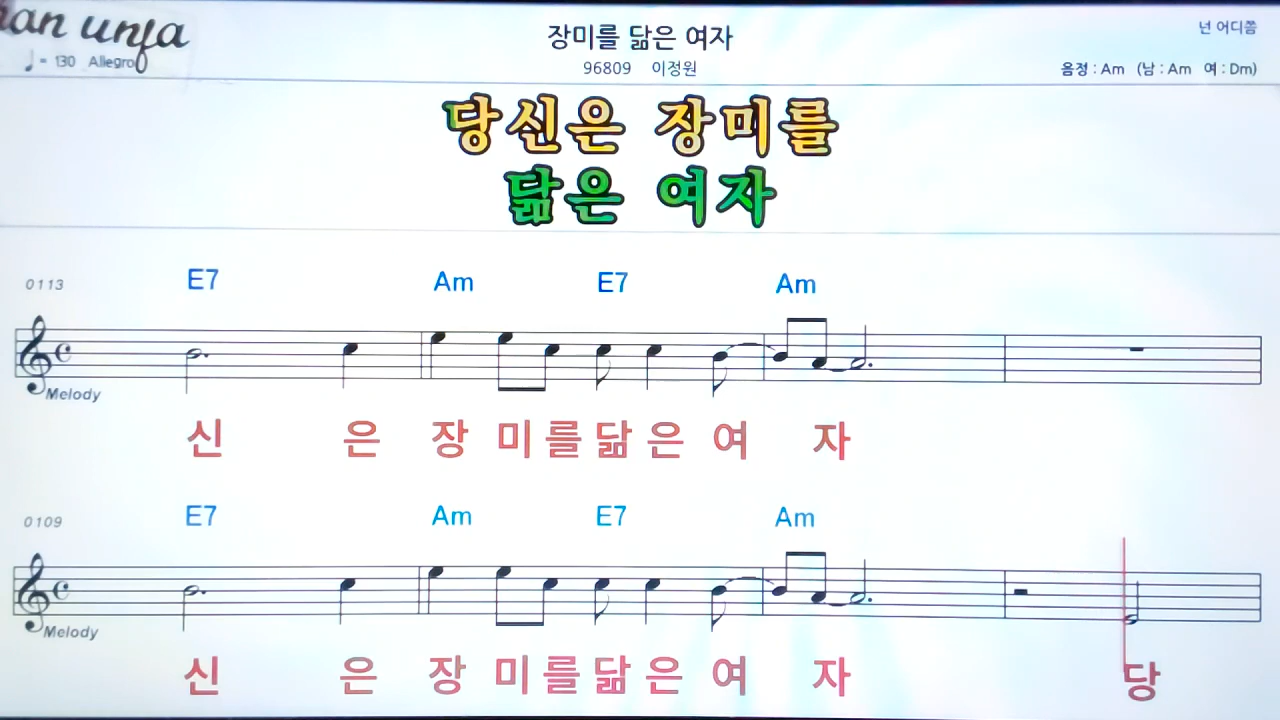 an unja
장미를 닮은 여자
넌 어디쯤
♩= 130 Allegro
96809 이정원
음정 : Am (남 : Am 여 : Dm)
당신은 장미를
닮은 여자
0113 E7 Am E7 Am
Melody
신 은 장 미 를 닮 은 여 자
0109 E7 Am E7 Am
Melody
신 은 장 미 를 닮 은 여 자 당